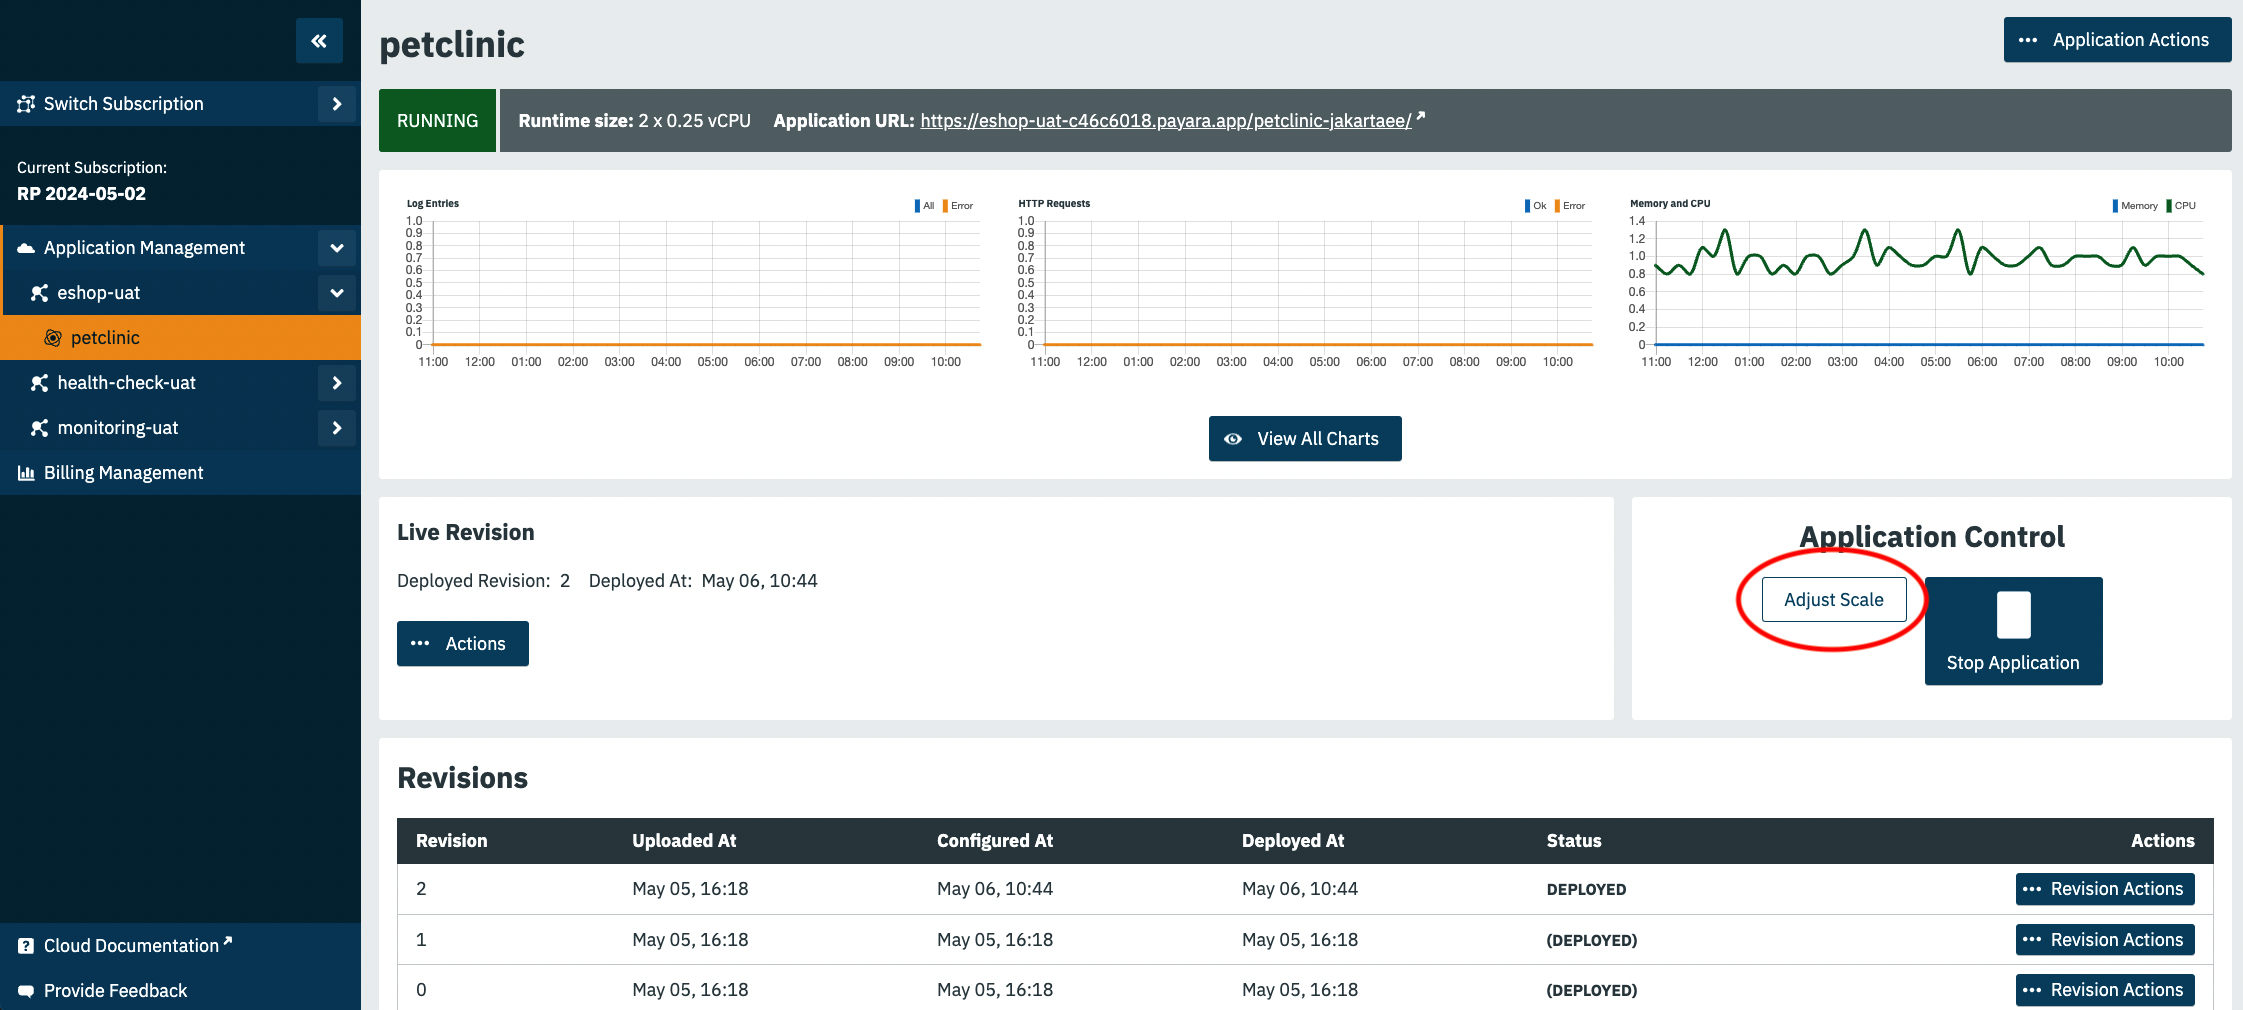 petclinic
Application Actions
Switch Subscription
Current Subscription:
RP 2024-05-02
Application Management
eshop-uat
petclinic
health-check-uat
monitoring-uat
Billing Management
Cloud Documentation
Provide Feedback
RUNNING
Runtime size: 2 x 0.25 vCPU Application URL: https://eshop-uat-c46c6018.payara.app/petclinic-jakartaee/
Log Entries
All Error
1.0
0.9
0.8
0.7
0.6
0.5
0.4
0.3
0.2
0.1
0
11:00 12:00 01:00 02:00 03:00 04:00 05:00 06:00 07:00 08:00 09:00 10:00
HTTP Requests
Ok Error
1.0
0.9
0.8
0.7
0.6
0.5
0.4
0.3
0.2
0.1
0
11:00 12:00 01:00 02:00 03:00 04:00 05:00 06:00 07:00 08:00 09:00 10:00
Memory and CPU
Memory CPU
1.4
1.2
1.0
0.8
0.6
0.4
0.2
0
11:00 12:00 01:00 02:00 03:00 04:00 05:00 06:00 07:00 08:00 09:00 10:00
View All Charts
Live Revision
Deployed Revision: 2 Deployed At: May 06, 10:44
Actions
Application Control
Adjust Scale
Stop Application
Revisions
Revision Uploaded At Configured At Deployed At Status Actions
2 May 05, 16:18 May 06, 10:44 May 06, 10:44 DEPLOYED Revision Actions
1 May 05, 16:18 May 05, 16:18 May 05, 16:18 (DEPLOYED) Revision Actions
0 May 05, 16:18 May 05, 16:18 May 05, 16:18 (DEPLOYED) Revision Actions